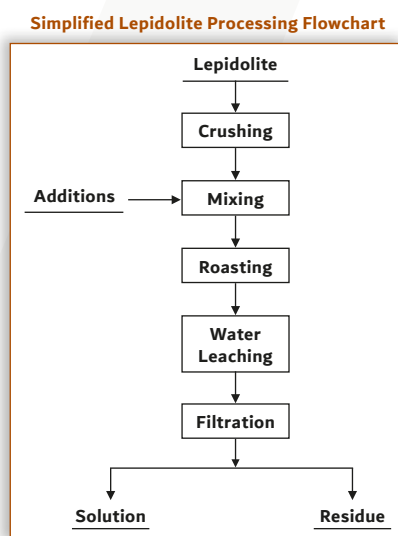 Simplified Lepidolite Processing Flowchart
Lepidolite
Crushing
Additions
Mixing
Roasting
Water
Leaching
Filtration
Solution
Residue